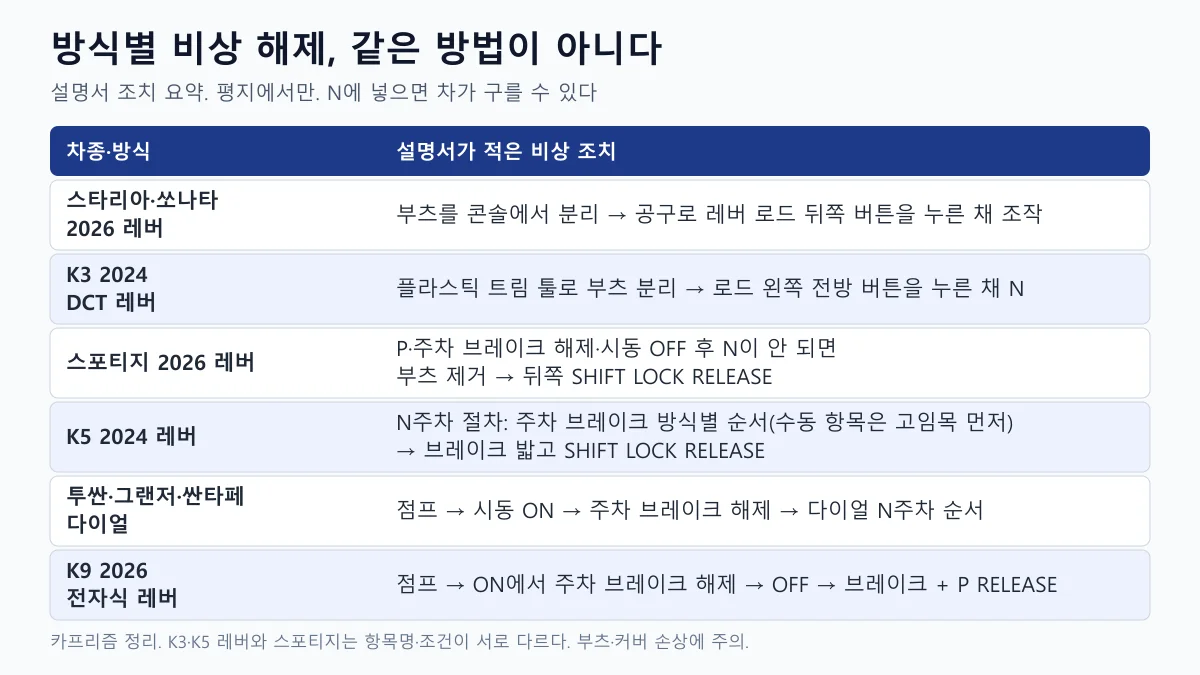 방식별 비상 해제, 같은 방법이 아니다
설명서 조치 요약. 평지에서만. N에 넣으면 차가 구를 수 있다
차종·방식
설명서가 적은 비상 조치
스타리아·쏘나타
2026 레버
부츠를 콘솔에서 분리 → 공구로 레버 로드 뒤쪽 버튼을 누른 채 조작
K3 2024
DCT 레버
플라스틱 트림 툴로 부츠 분리 → 로드 왼쪽 전방 버튼을 누른 채 N
스포티지 2026 레버
P·주차 브레이크 해제·시동 OFF 후 N이 안 되면
부츠 제거 → 뒤쪽 SHIFT LOCK RELEASE
K5 2024 레버
N주차 절차: 주차 브레이크 방식별 순서(수동 항목은 고임목 먼저)
→ 브레이크 밟고 SHIFT LOCK RELEASE
투싼·그랜저·싼타페
다이얼
점프 → 시동 ON → 주차 브레이크 해제 → 다이얼 N주차 순서
K9 2026
전자식 레버
점프 → ON에서 주차 브레이크 해제 → OFF → 브레이크 + P RELEASE
카프리즘 정리. K3·K5 레버와 스포티지는 항목명·조건이 서로 다르다. 부츠·커버 손상에 주의.